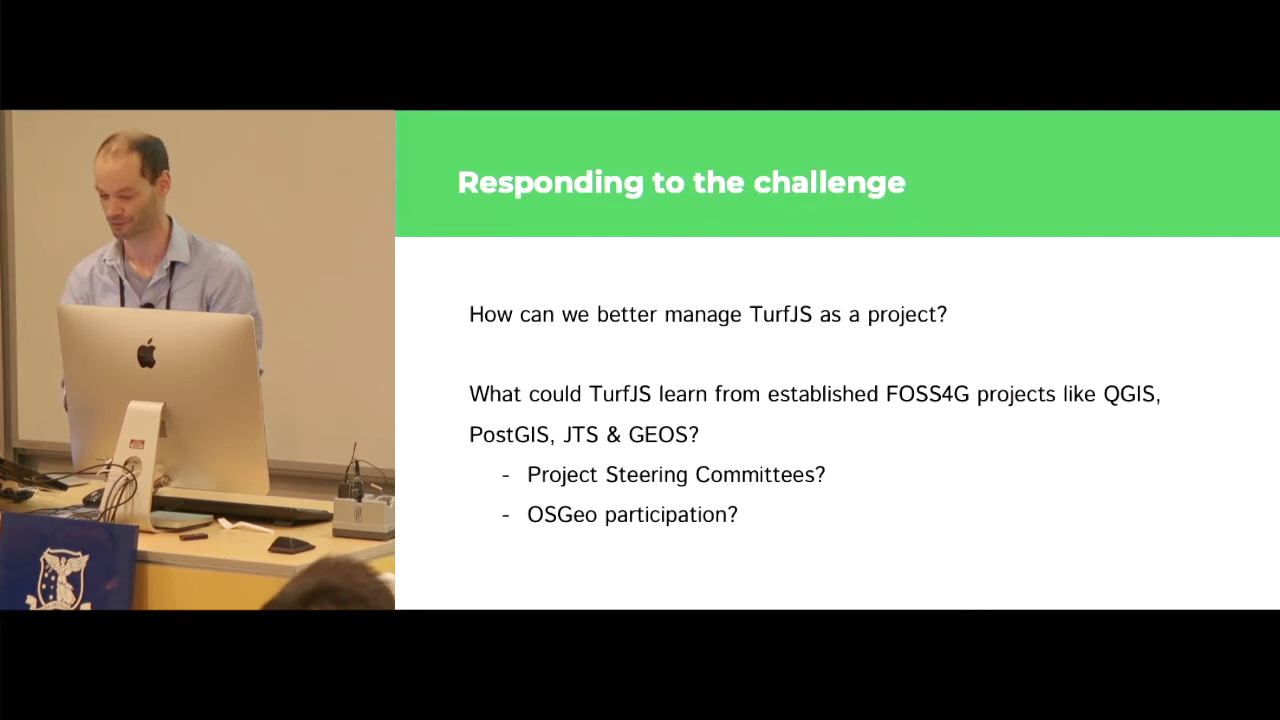 Responding to the challenge
How can we better manage TurfJS as a project?
What could TurfJS learn from established FOSS4G projects like QGIS,
PostGIS, JTS & GEOS?
- Project Steering Committees?
- OSGeo participation?